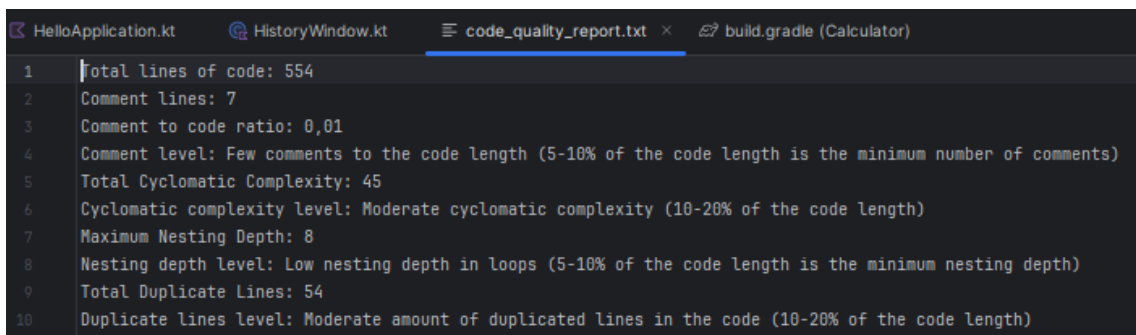 HelloApplication.kt HistoryWindow.kt code_quality_report.txt × build.gradle (Calculator)
1 Total lines of code: 554
2 Comment lines: 7
3 Comment to code ratio: 0,01
4 Comment level: Few comments to the code length (5-10% of the code length is the minimum number of comments)
5 Total Cyclomatic Complexity: 45
6 Cyclomatic complexity level: Moderate cyclomatic complexity (10-20% of the code length)
7 Maximum Nesting Depth: 8
8 Nesting depth level: Low nesting depth in loops (5-10% of the code length is the minimum nesting depth)
9 Total Duplicate Lines: 54
10 Duplicate lines level: Moderate amount of duplicated lines in the code (10-20% of the code length)